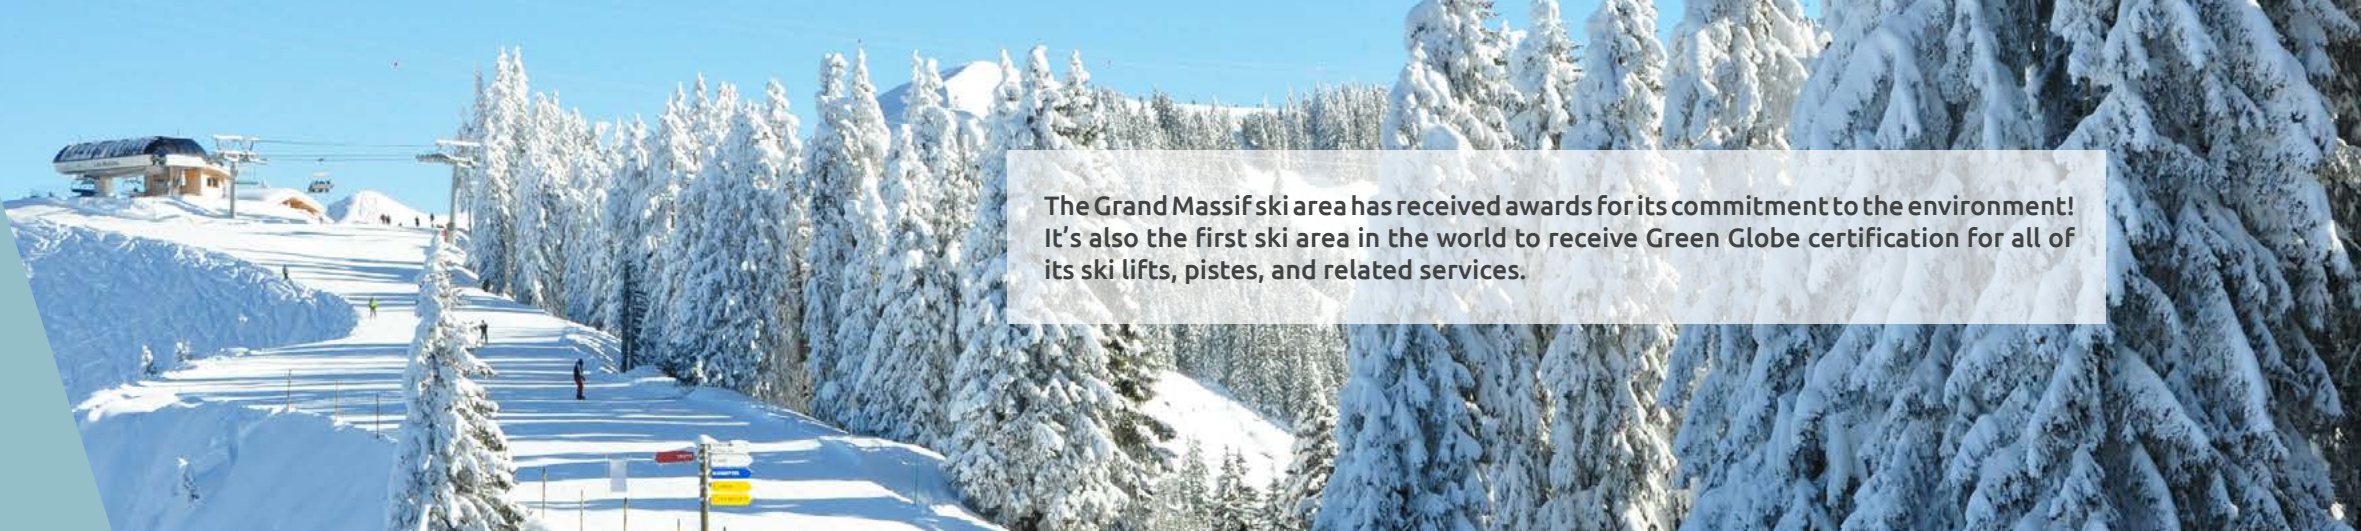 The Grand Massif ski area has received awards for its commitment to the environment!
It’s also the first ski area in the world to receive Green Globe certification for all of
its ski lifts, pistes, and related services.